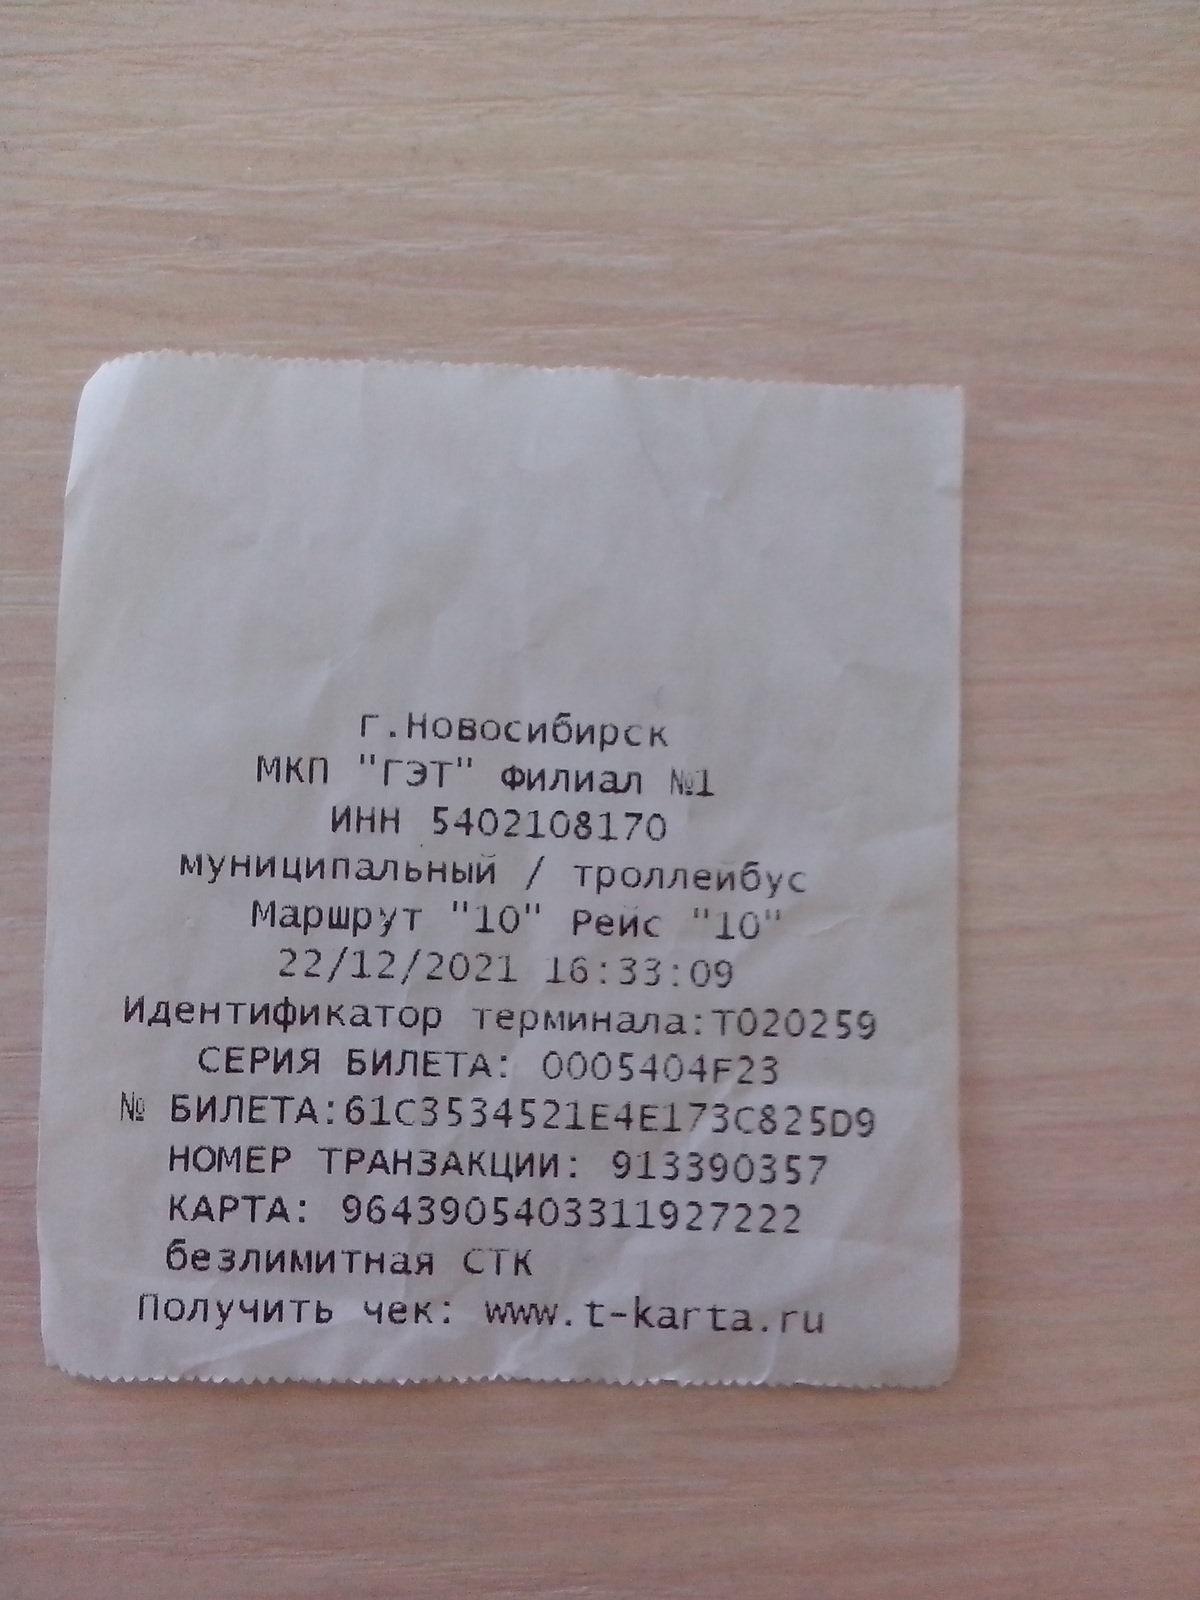 г.Новосибирск
МКП "ГЭТ" Филиал №1
ИНН 5402108170
муниципальный / троллейбус
Маршрут "10" Рейс "10"
22/12/2021 16:33:09
Идентификатор терминала:Т020259
СЕРИЯ БИЛЕТА: 0005404F23
№ БИЛЕТА:61C3534521E4E173C825D9
НОМЕР ТРАНЗАКЦИИ: 913390357
КАРТА: 9643905403311927222
безлимитная СТК
Получить чек: www.t-karta.ru